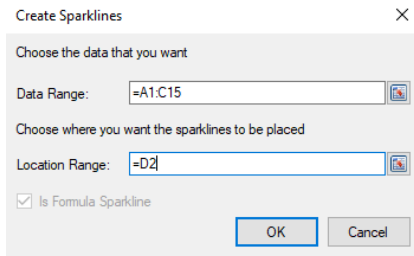 Create Sparklines
Choose the data that you want
Data Range: =A1:C15
Choose where you want the sparklines to be placed
Location Range: =D2
Is Formula Sparkline
OK Cancel